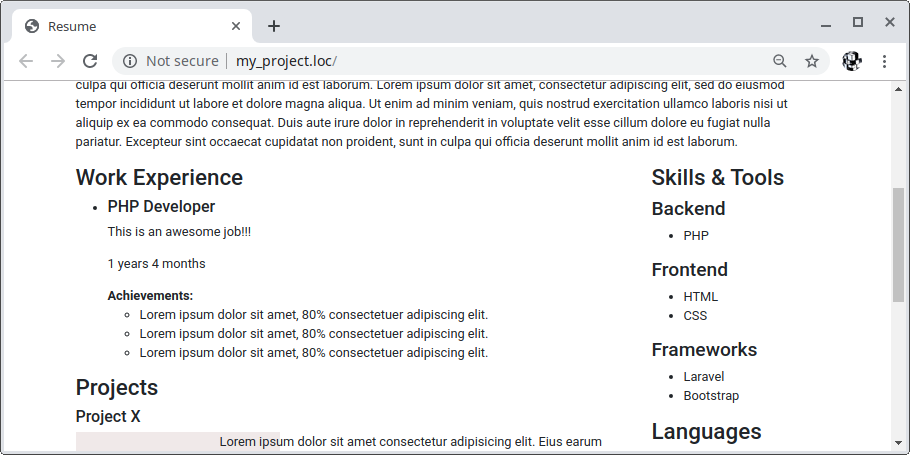 Resume
Not secure | my_project.loc/
culpa qui officia deserunt mollit anim id est laborum. Lorem ipsum dolor sit amet, consectetur adipiscing elit, sed do eiusmod
tempor incididunt ut labore et dolore magna aliqua. Ut enim ad minim veniam, quis nostrud exercitation ullamco laboris nisi ut
aliquip ex ea commodo consequat. Duis aute irure dolor in reprehenderit in voluptate velit esse cillum dolore eu fugiat nulla
pariatur. Excepteur sint occaecat cupidatat non proident, sunt in culpa qui officia deserunt mollit anim id est laborum.
Work Experience
PHP Developer
This is an awesome job!!!
1 years 4 months
Achievements:
Lorem ipsum dolor sit amet, 80% consectetuer adipiscing elit.
Lorem ipsum dolor sit amet, 80% consectetuer adipiscing elit.
Lorem ipsum dolor sit amet, 80% consectetuer adipiscing elit.
Projects
Project X
Lorem ipsum dolor sit amet consectetur adipisicing elit. Eius earum
Skills & Tools
Backend
PHP
Frontend
HTML
CSS
Frameworks
Laravel
Bootstrap
Languages